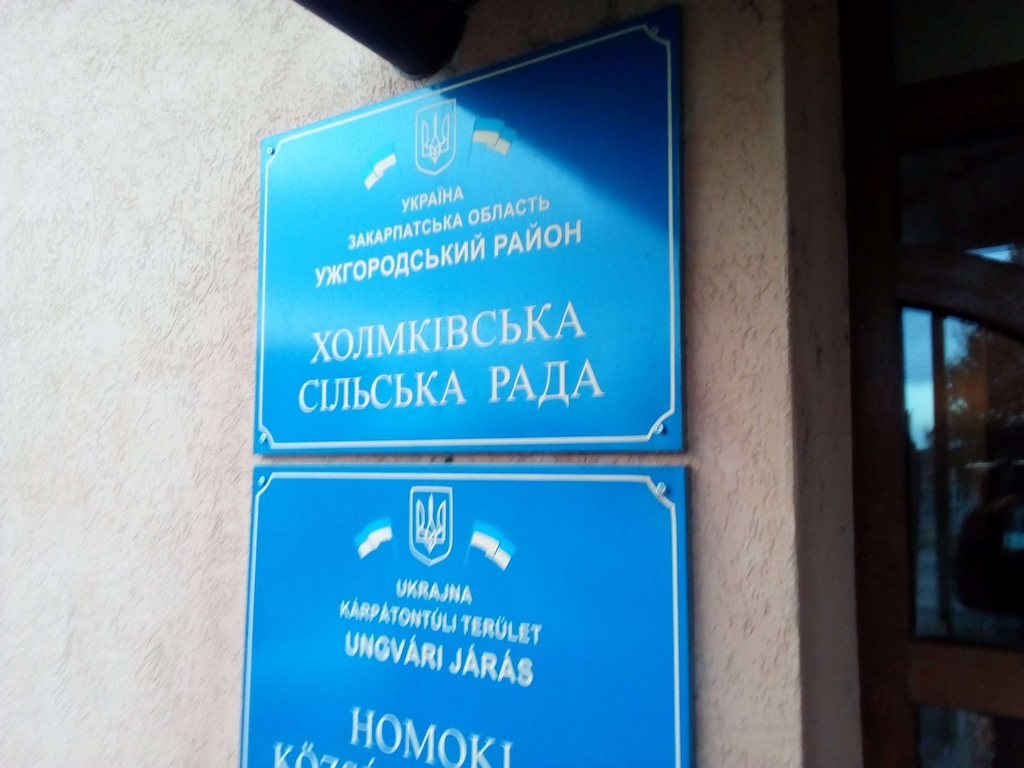 УКРАЇНА
ЗАКАРПАТСЬКА ОБЛАСТЬ
УЖГОРОДСЬКИЙ РАЙОН
ХОЛМКІВСЬКА
СІЛЬСЬКА РАДА
UKRAJNA
KÁRPÁTONTÚLI TERÜLET
UNGVÁRI JÁRÁS
HOMOKI